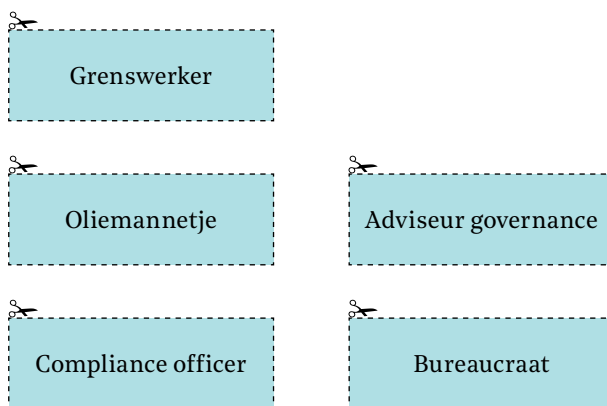 Grenswerker
Oliemannetje
Adviseur governance
Compliance officer
Bureaucraat